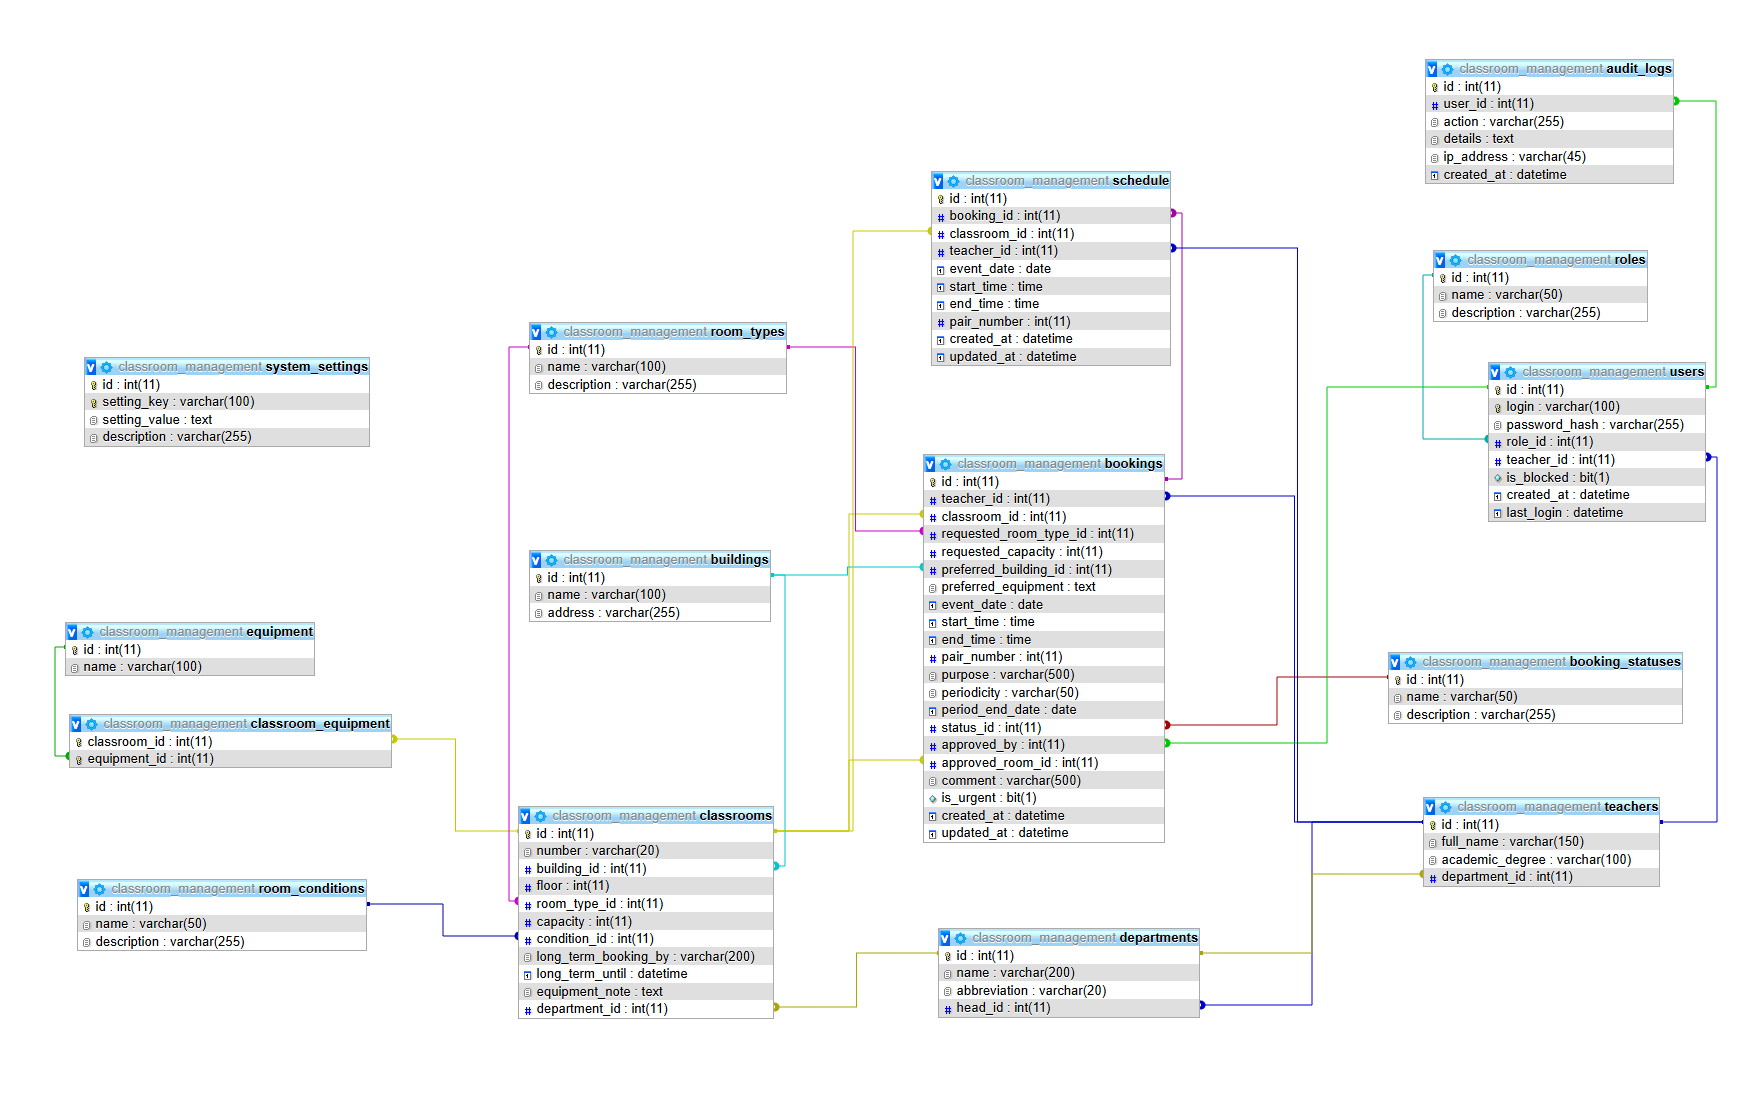 classroom_management audit_logs
id : int(11)
user_id : int(11)
action : varchar(255)
details : text
ip_address : varchar(45)
created_at : datetime
classroom_management schedule
id : int(11)
booking_id : int(11)
classroom_id : int(11)
teacher_id : int(11)
event_date : date
start_time : time
end_time : time
pair_number : int(11)
created_at : datetime
updated_at : datetime
classroom_management roles
id : int(11)
name : varchar(50)
description : varchar(255)
classroom_management room_types
id : int(11)
name : varchar(100)
description : varchar(255)
classroom_management system_settings
id : int(11)
setting_key : varchar(100)
setting_value : text
description : varchar(255)
classroom_management users
id : int(11)
login : varchar(100)
password_hash : varchar(255)
role_id : int(11)
teacher_id : int(11)
is_blocked : bit(1)
created_at : datetime
last_login : datetime
classroom_management bookings
id : int(11)
teacher_id : int(11)
classroom_id : int(11)
requested_room_type_id : int(11)
requested_capacity : int(11)
preferred_building_id : int(11)
preferred_equipment : text
event_date : date
start_time : time
end_time : time
pair_number : int(11)
purpose : varchar(500)
periodicity : varchar(50)
period_end_date : date
status_id : int(11)
approved_by : int(11)
approved_room_id : int(11)
comment : varchar(500)
is_urgent : bit(1)
created_at : datetime
updated_at : datetime
classroom_management buildings
id : int(11)
name : varchar(100)
address : varchar(255)
classroom_management equipment
id : int(11)
name : varchar(100)
classroom_management booking_statuses
id : int(11)
name : varchar(50)
description : varchar(255)
classroom_management classroom_equipment
classroom_id : int(11)
equipment_id : int(11)
classroom_management teachers
id : int(11)
full_name : varchar(150)
academic_degree : varchar(100)
department_id : int(11)
classroom_management classrooms
id : int(11)
number : varchar(20)
building_id : int(11)
floor : int(11)
room_type_id : int(11)
capacity : int(11)
condition_id : int(11)
long_term_booking_by : varchar(200)
long_term_until : datetime
equipment_note : text
department_id : int(11)
classroom_management room_conditions
id : int(11)
name : varchar(50)
description : varchar(255)
classroom_management departments
id : int(11)
name : varchar(200)
abbreviation : varchar(20)
head_id : int(11)